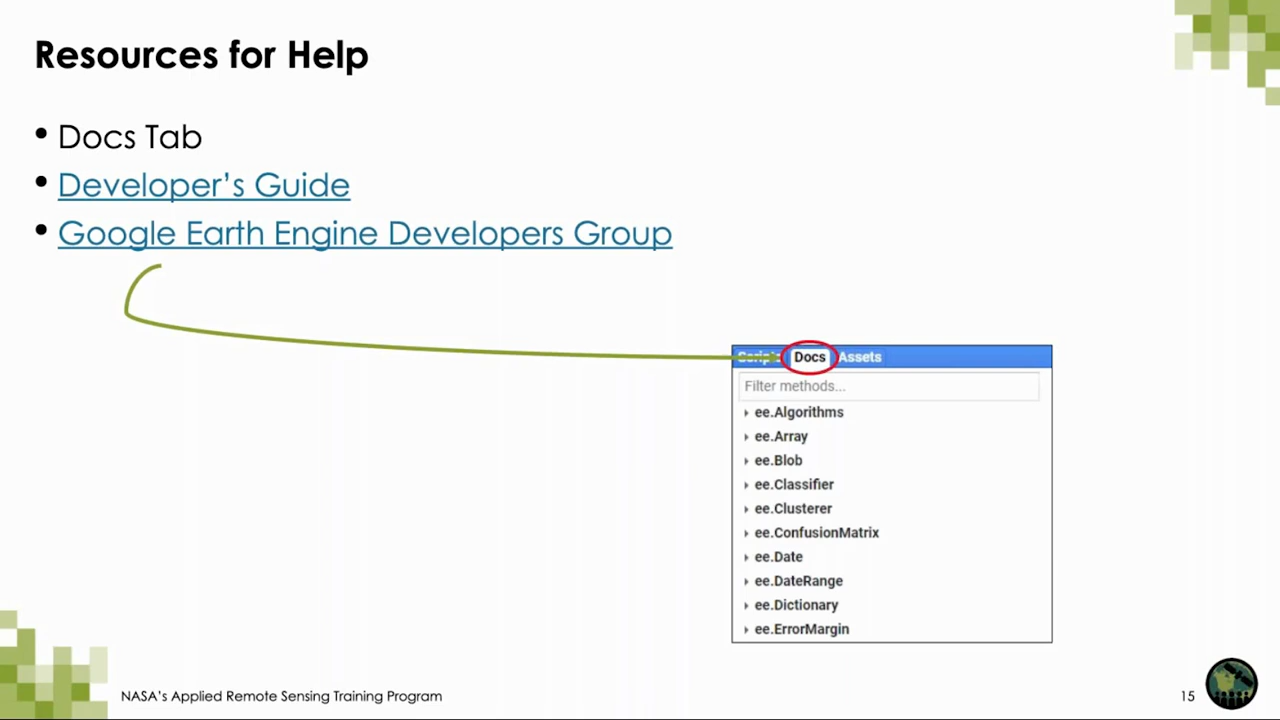 Resources for Help
• Docs Tab
• Developer's Guide
• Google Earth Engine Developers Group
Docs Assets
Filter methods...
ee.Algorithms
ee.Array
ee.Blob
ee.Classifier
ee.Clusterer
ee.ConfusionMatrix
ee.Date
ee.DateRange
ee.Dictionary
ee.ErrorMargin
NASA's Applied Remote Sensing Training Program
15